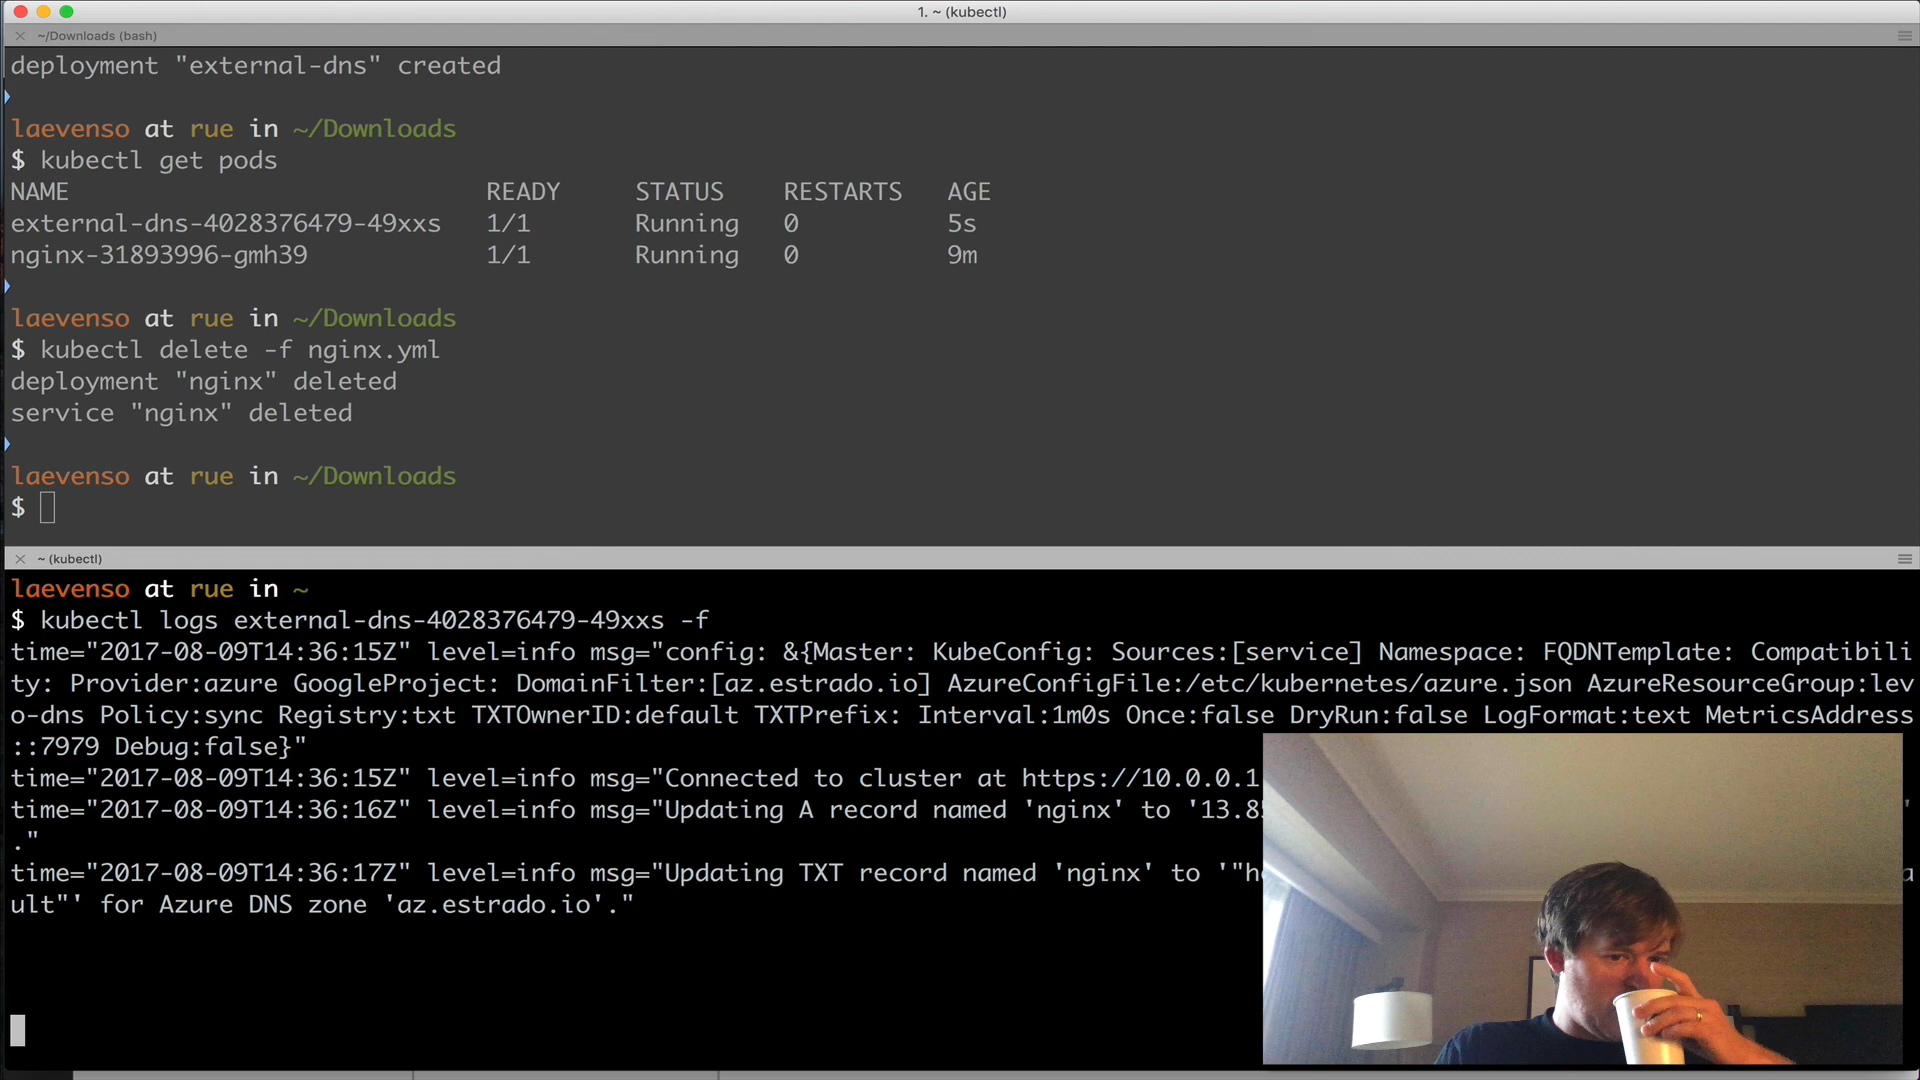 1. ~ (kubectl)
~/Downloads (bash)
deployment "external-dns" created
laevenso at rue in ~/Downloads
$ kubectl get pods
NAME READY STATUS RESTARTS AGE
external-dns-4028376479-49xxs 1/1 Running 0 5s
nginx-31893996-gmh39 1/1 Running 0 9m
laevenso at rue in ~/Downloads
$ kubectl delete -f nginx.yml
deployment "nginx" deleted
service "nginx" deleted
laevenso at rue in ~/Downloads
$
~ (kubectl)
laevenso at rue in ~
$ kubectl logs external-dns-4028376479-49xxs -f
time="2017-08-09T14:36:15Z" level=info msg="config: &{Master: KubeConfig: Sources:[service] Namespace: FQDNTemplate: Compatibili
ty: Provider:azure GoogleProject: DomainFilter:[az.estrado.io] AzureConfigFile:/etc/kubernetes/azure.json AzureResourceGroup:lev
o-dns Policy:sync Registry:txt TXTOwnerID:default TXTPrefix: Interval:1m0s Once:false DryRun:false LogFormat:text MetricsAddress
::7979 Debug:false}"
time="2017-08-09T14:36:15Z" level=info msg="Connected to cluster at https://10.0.0.1
time="2017-08-09T14:36:16Z" level=info msg="Updating A record named 'nginx' to '13.8 '
."
time="2017-08-09T14:36:17Z" level=info msg="Updating TXT record named 'nginx' to '"h a
ult"' for Azure DNS zone 'az.estrado.io'."